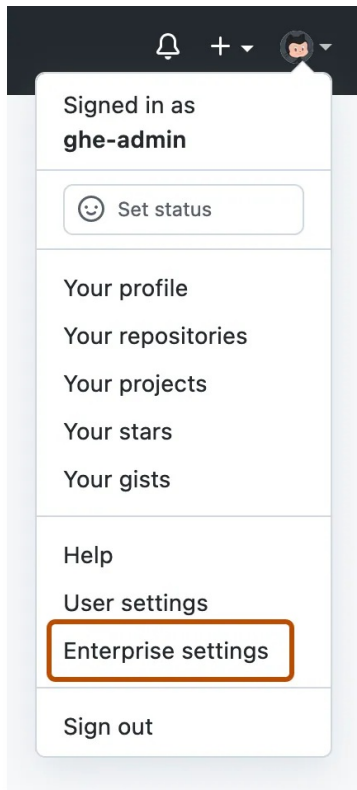 Signed in as
ghe-admin
Set status
Your profile
Your repositories
Your projects
Your stars
Your gists
Help
User settings
Enterprise settings
Sign out